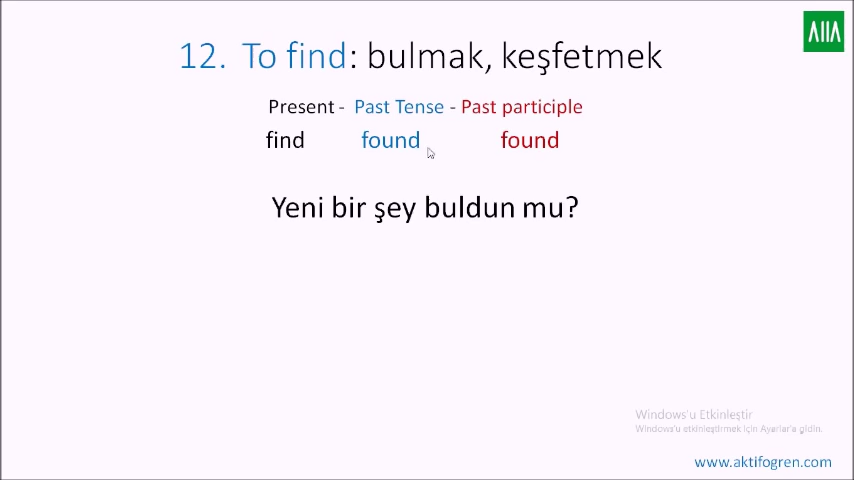 12. To find: bulmak, keşfetmek
Present - Past Tense - Past participle
find found found
Yeni bir şey buldun mu?
Windows'u Etkinleştir
Windows'u etkinleştirmek için Ayarlar'a gidin.
www.aktifogren.com